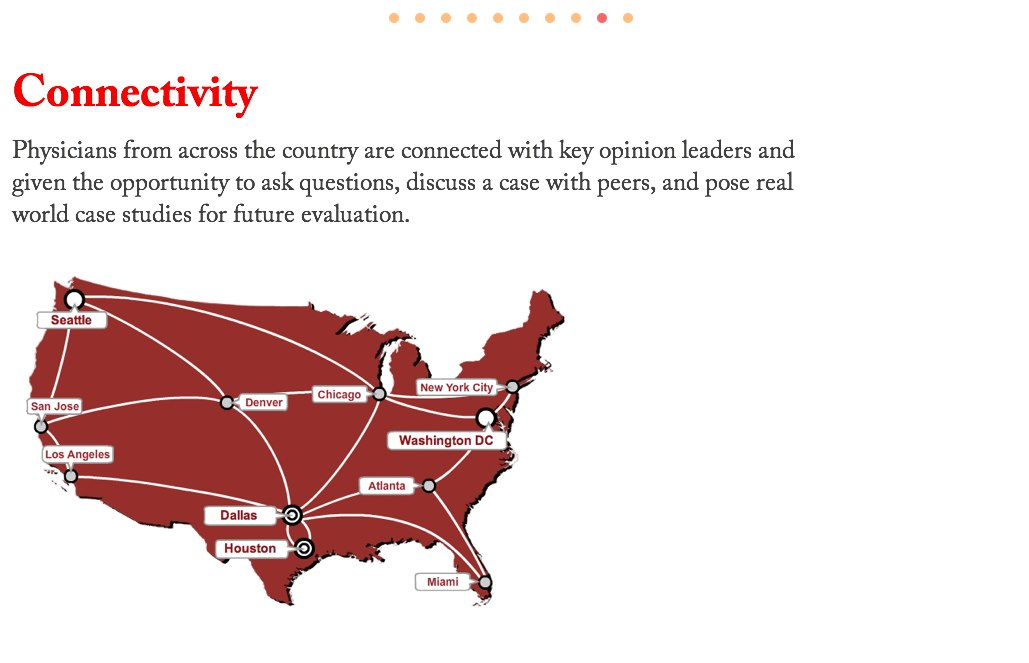 Connectivity
Physicians from across the country are connected with key opinion leaders and
given the opportunity to ask questions, discuss a case with peers, and pose real
world case studies for future evaluation.
Seattle
New York City
Chicago
Denver
San Jose
Washington DC
Los Angeles
Atlanta
Dallas
Houston
Miami